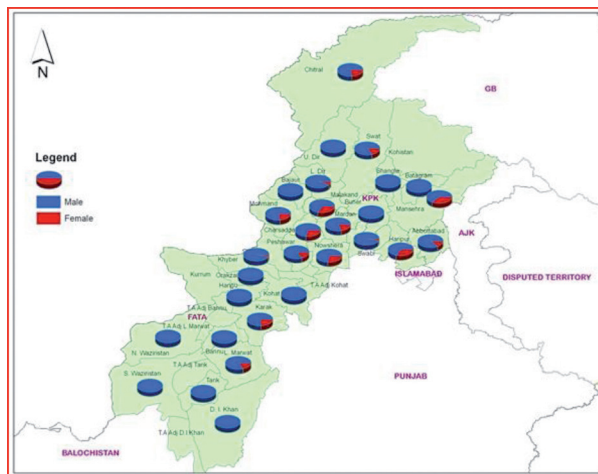 Chitral
GB
N
Swat
U. Dir
Kohistan
Legend
L. Dir
Shangla
Batagram
Bajaur
Malakand
KPK
Male
Buner
Mohmand
Mardan
Mansehra
Female
Charsadda
AJK
Abbottabad
Peshawar
Nowshera
Swabi
Haripur
Khyber
ISLAMABAD
DISPUTED TERRITORY
Kurrum
Orakzai
T.A Adj Kohat
Hangu
Kohat
T.A Adj Bannu
Karak
FATA
T.A Adj L Marwat
Bannu
N. Waziristan
L. Marwat
T.A Adj Tank
PUNJAB
S. Waziristan
Tank
D. I. Khan
T.A Adj D.I Khan
BALOCHISTAN